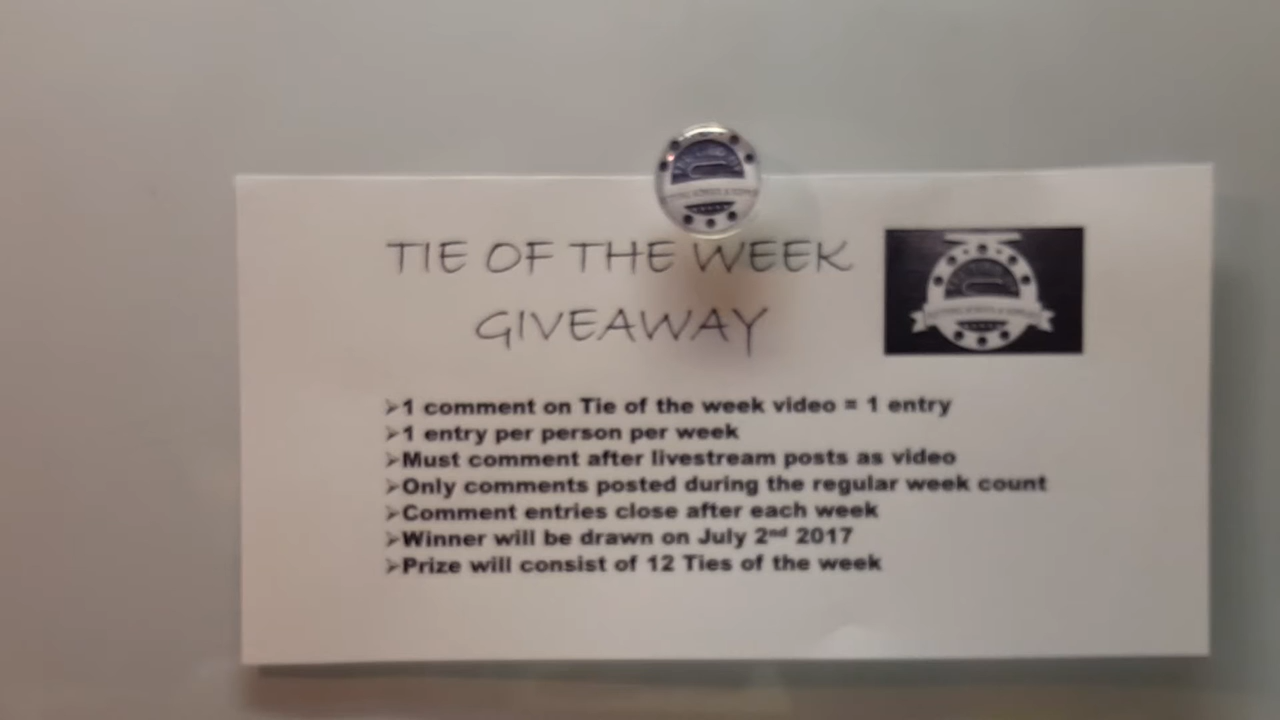 TIE OF THE WEEK
GIVEAWAY
➢1 comment on Tie of the week video = 1 entry
➢1 entry per person per week
➢Must comment after livestream posts as video
➢Only comments posted during the regular week count
➢Comment entries close after each week
➢Winner will be drawn on July 2nd 2017
➢Prize will consist of 12 Ties of the week